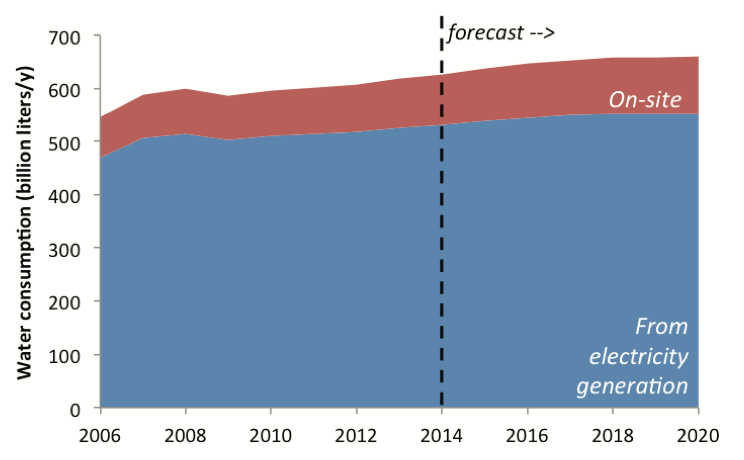 forecast -->
Water consumption (billion liters/y)
700
600
500
400
300
200
100
0
On-site
From
electricity
generation
2006 2008 2010 2012 2014 2016 2018 2020